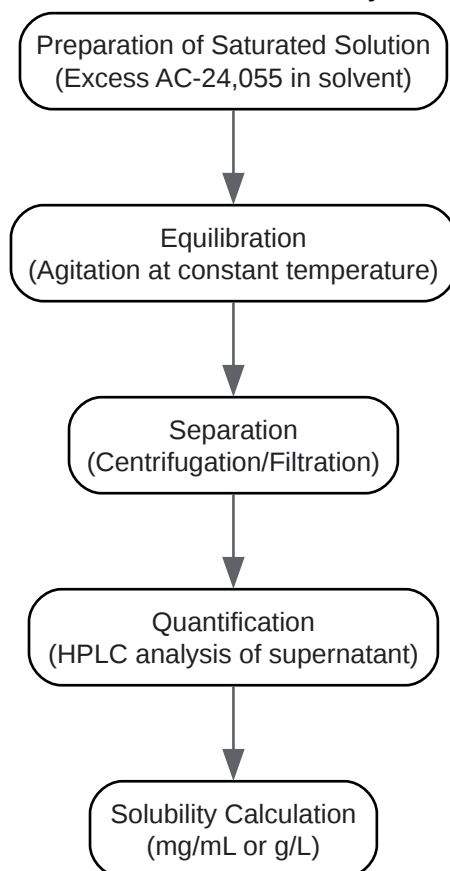 Preparation of Saturated Solution
(Excess AC-24,055 in solvent)
Equilibration
(Agitation at constant temperature)
Separation
(Centrifugation/Filtration)
Quantification
(HPLC analysis of supernatant)
Solubility Calculation
(mg/mL or g/L)